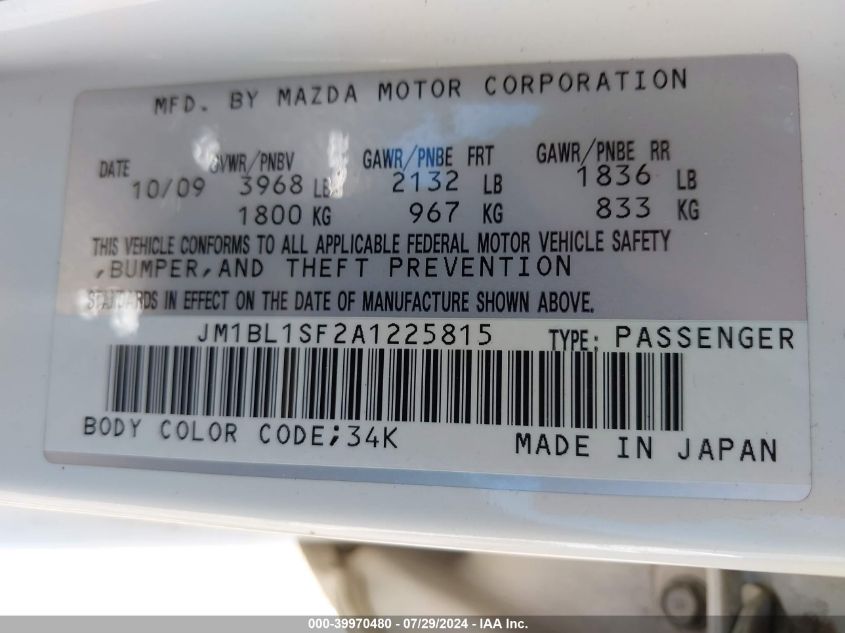 MFD. BY MAZDA MOTOR CORPORATION
DATE GVWR/PNBV GAWR/PNBE FRT GAWR/PNBE RR
10/09 3968 LB 2132 LB 1836 LB
1800 KG 967 KG 833 KG
THIS VEHICLE CONFORMS TO ALL APPLICABLE FEDERAL MOTOR VEHICLE SAFETY
,BUMPER,AND THEFT PREVENTION
STANDARDS IN EFFECT ON THE DATE OF MANUFACTURE SHOWN ABOVE.
JM1BL1SF2A1225815 TYPE: PASSENGER
BODY COLOR CODE;34K MADE IN JAPAN
000-39970480 - 07/29/2024 - IAA Inc.